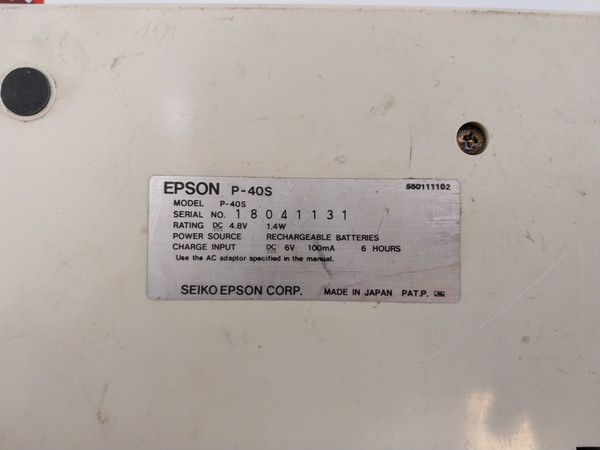 EPSON P-40S 550111102
MODEL P-40S
SERIAL NO. 18041131
RATING DC 4.8V 1.4W
POWER SOURCE RECHARGEABLE BATTERIES
CHARGE INPUT DC 6V 100mA 6 HOURS
Use the AC adaptor specified in the manual.
SEIKO EPSON CORP. MADE IN JAPAN PAT.P.